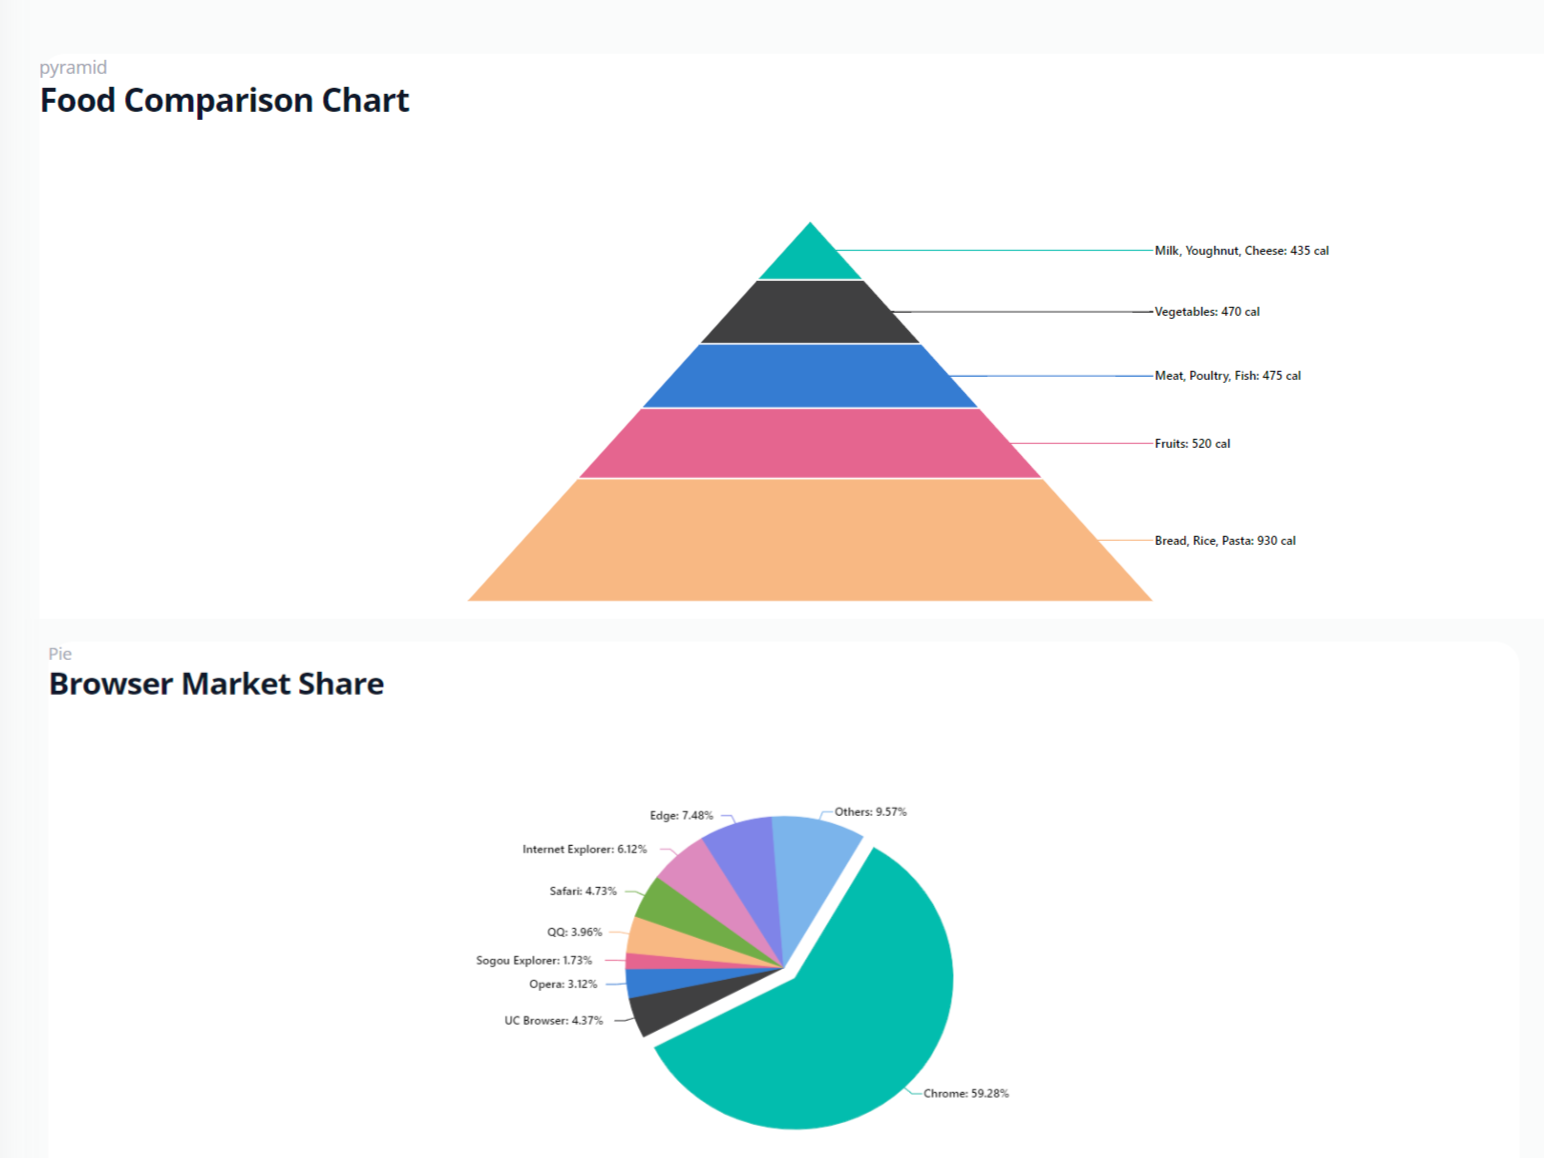 pyramid
Food Comparison Chart
Milk, Youghnut, Cheese: 435 cal
Vegetables: 470 cal
Meat, Poultry, Fish: 475 cal
Fruits: 520 cal
Bread, Rice, Pasta: 930 cal
Pie
Browser Market Share
Others: 9.57%
Edge: 7.48%
Internet Explorer: 6.12%
Safari: 4.73%
QQ: 3.96%
Sogou Explorer: 1.73%
Opera: 3.12%
UC Browser: 4.37%
Chrome: 59.28%